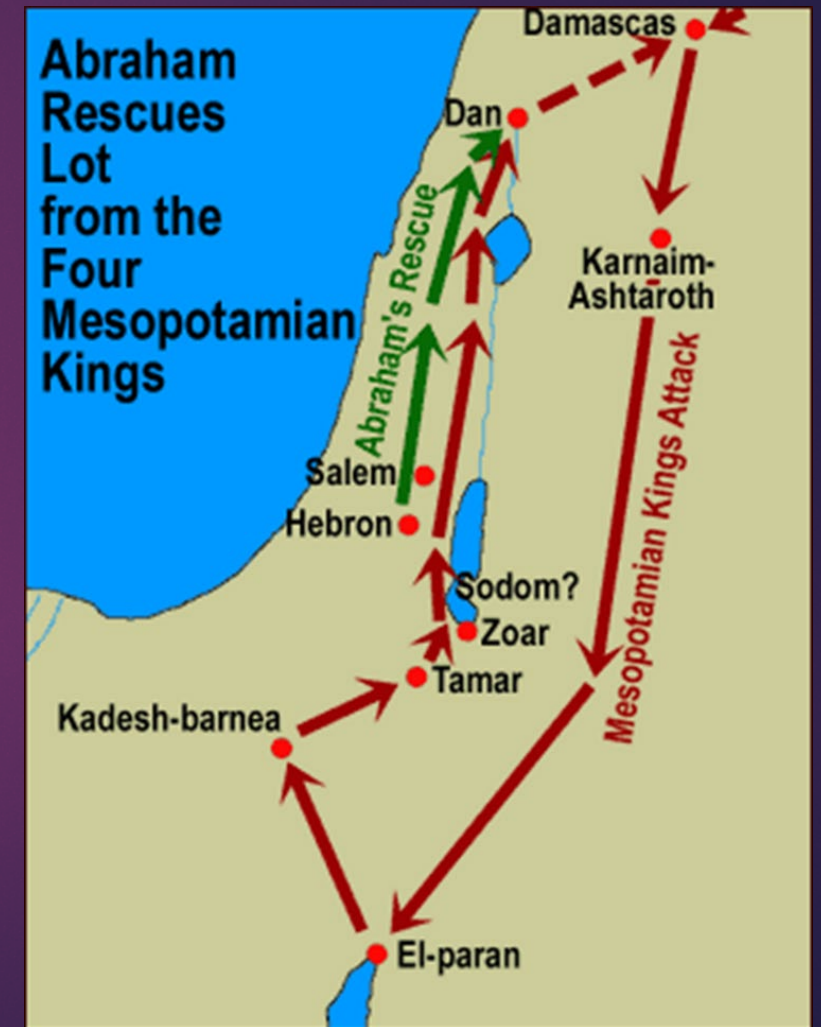 Abraham
Rescues
Lot
from the
Four
Mesopotamian
Kings
Damascas
Dan
Karnaim-
Ashtaroth
Abraham's Rescue
Mesopotamian Kings Attack
Salem
Hebron
Sodom?
Zoar
Tamar
Kadesh-barnea
El-paran